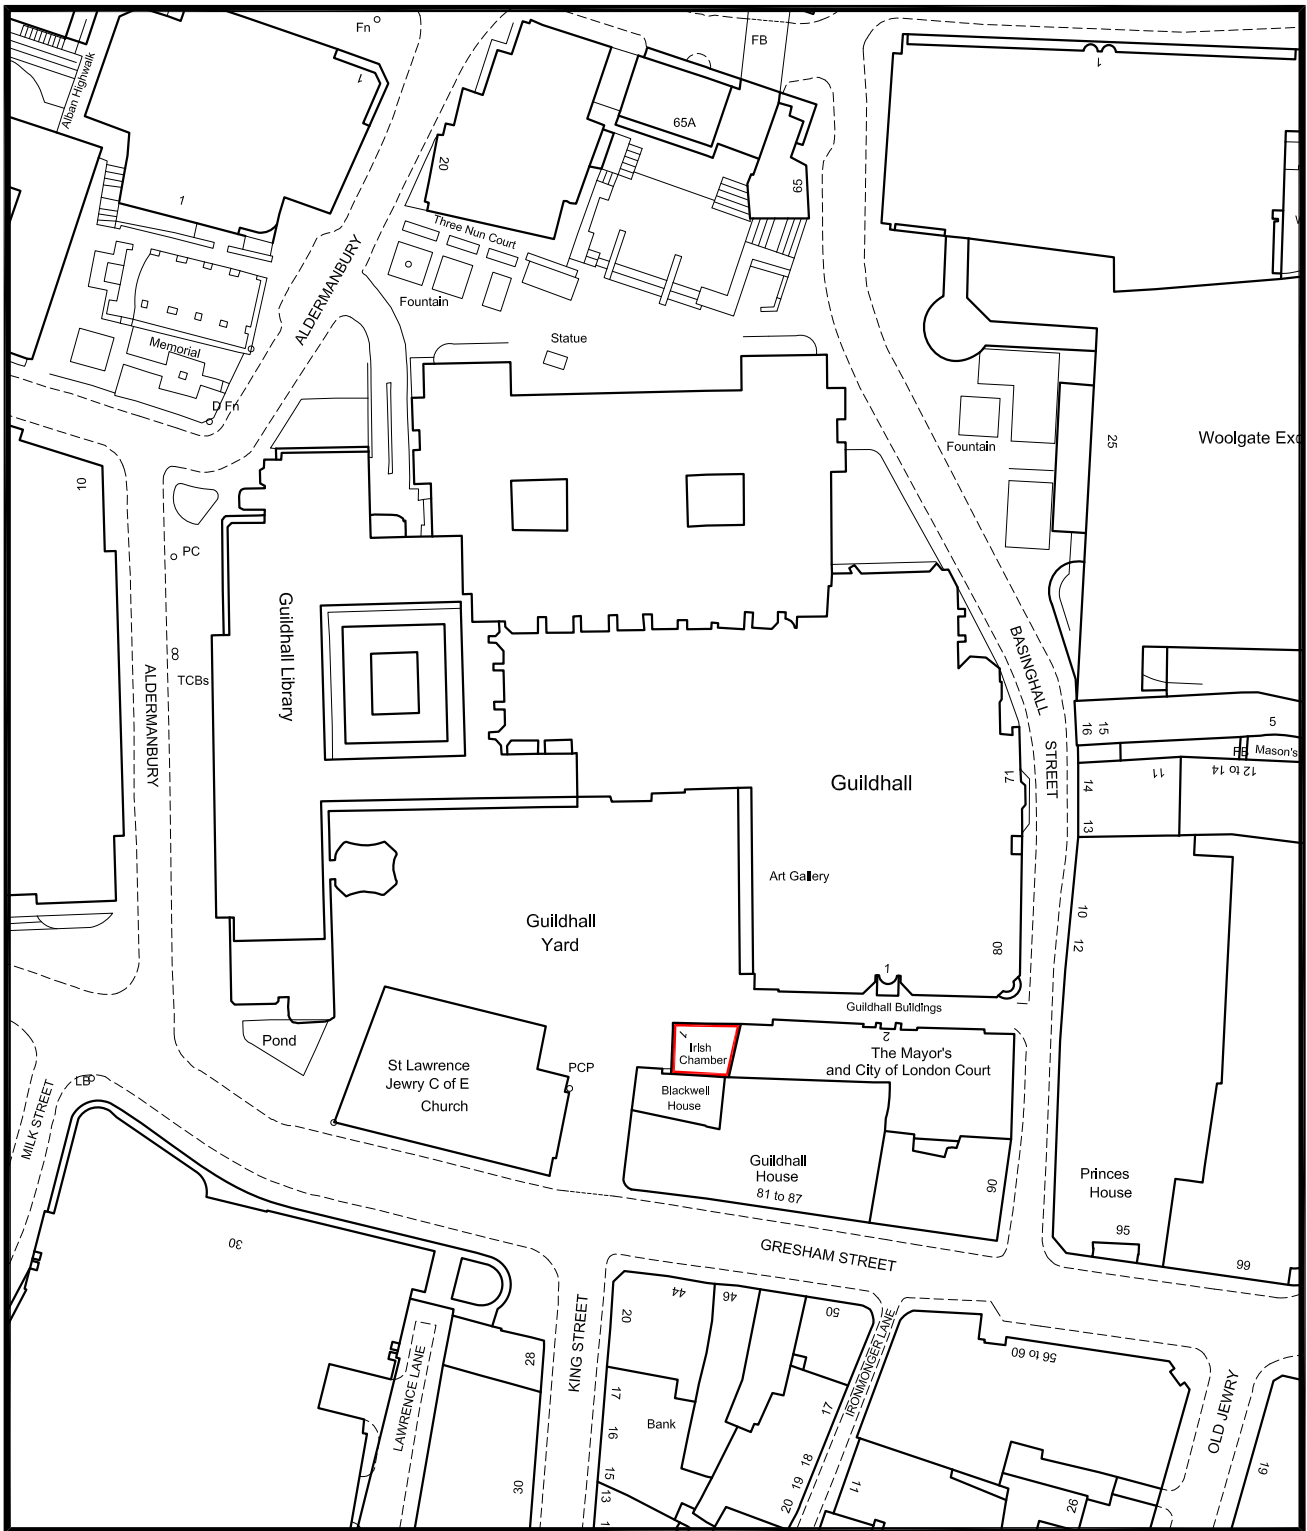 Fn
FB
1
Alban Highwalk
1
65A
20
65
1
Three Nun Court
ALDERMANBURY
Fountain
Statue
Memorial
D Fn
Fountain
25
Woolgate Exc
10
PC
Guildhall Library
TCBs
ALDERMANBURY
BASINGHALL
STREET
16
15
5
FB
Mason's
14
13
11
12 to 14
71
Guildhall
Art Gallery
Guildhall
Yard
10
12
80
1
Guildhall Buildings
2
Pond
1
Irish
Chamber
The Mayor's
and City of London Court
St Lawrence
Jewry C of E
Church
PCP
Blackwell
House
LB
MILK STREET
Guildhall
House
81 to 87
90
Princes
House
95
99
30
GRESHAM STREET
KING STREET
20
44
46
50
IRONMONGER LANE
56 to 60
LAWRENCE LANE
28
30
17
16
15
13
1
Bank
17
18
19
20
11
26
OLD JEWRY
19